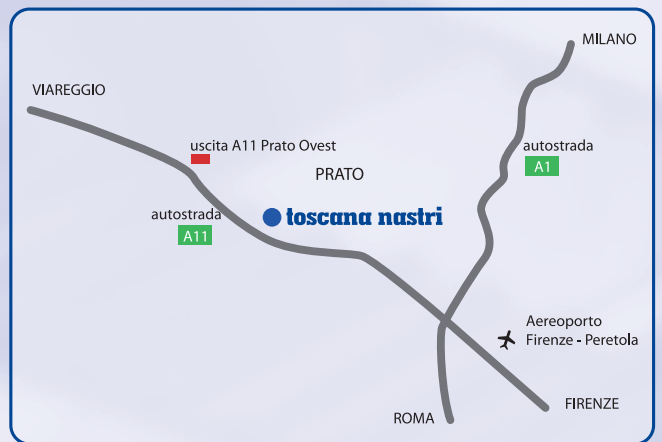 MILANO
VIAREGGIO
uscita A11 Prato Ovest
autostrada
A1
PRATO
autostrada
A11
toscana nastri
Aereoporto
Firenze - Peretola
ROMA
FIRENZE